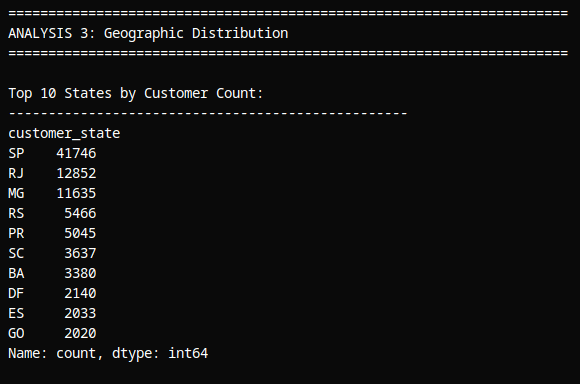 ======================================================================
ANALYSIS 3: Geographic Distribution
======================================================================

Top 10 States by Customer Count:
--------------------------------------------------
customer_state
SP    41746
RJ    12852
MG    11635
RS     5466
PR     5045
SC     3637
BA     3380
DF     2140
ES     2033
GO     2020
Name: count, dtype: int64